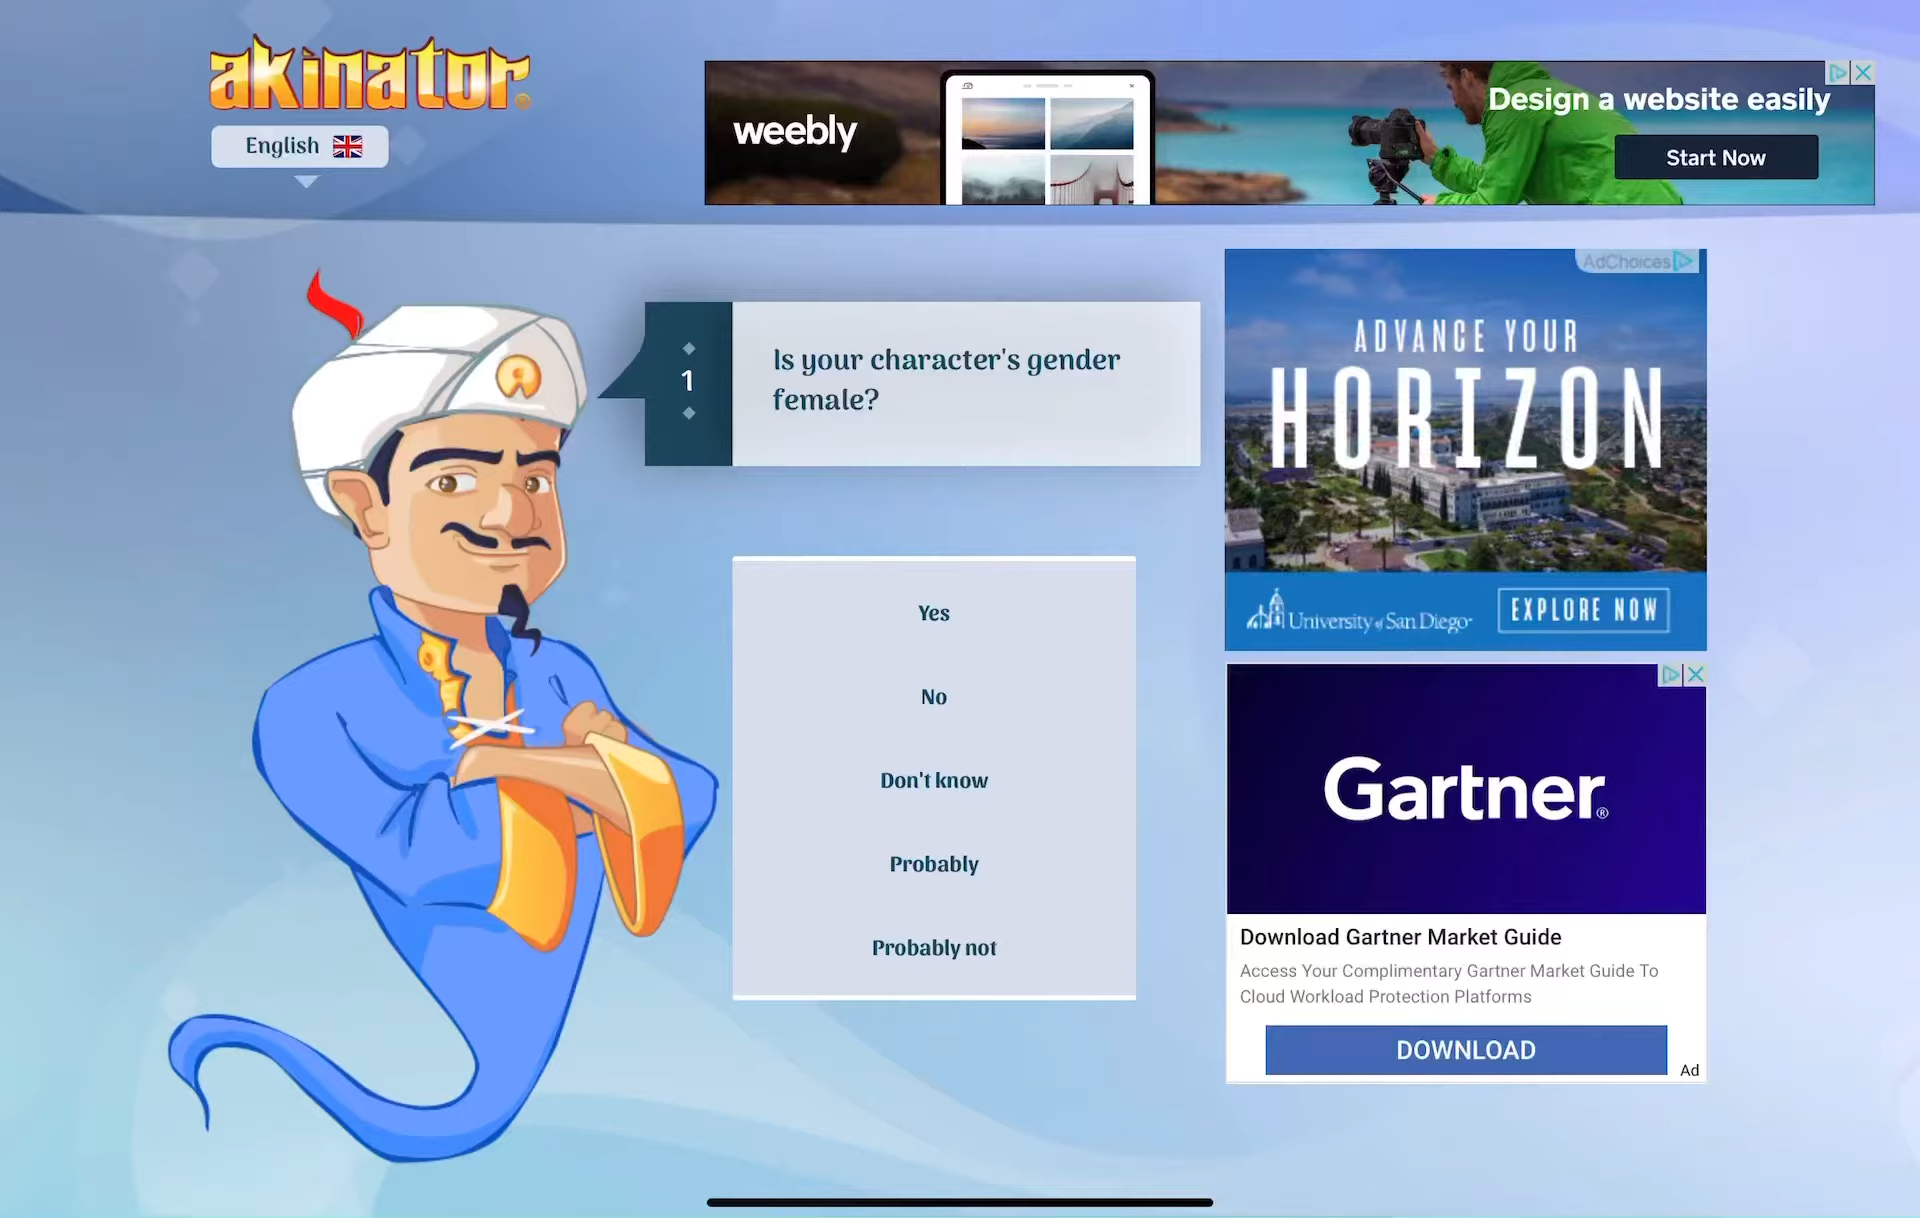 akinator®
English
weebly
Design a website easily
Start Now
1
Is your character's gender
female?
Yes
No
Don't know
Probably
Probably not
AdChoices
ADVANCE YOUR
HORIZON
University of San Diego
EXPLORE NOW
Gartner®
Download Gartner Market Guide
Access Your Complimentary Gartner Market Guide To
Cloud Workload Protection Platforms
DOWNLOAD
Ad